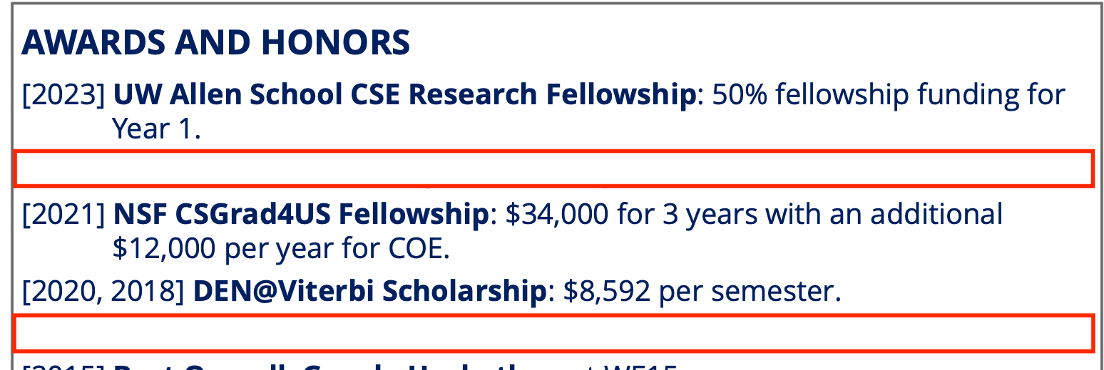 AWARDS AND HONORS
[2023] UW Allen School CSE Research Fellowship: 50% fellowship funding for
Year 1.
[2021] NSF CSGrad4US Fellowship: $34,000 for 3 years with an additional
$12,000 per year for COE.
[2020, 2018] DEN@Viterbi Scholarship: $8,592 per semester.